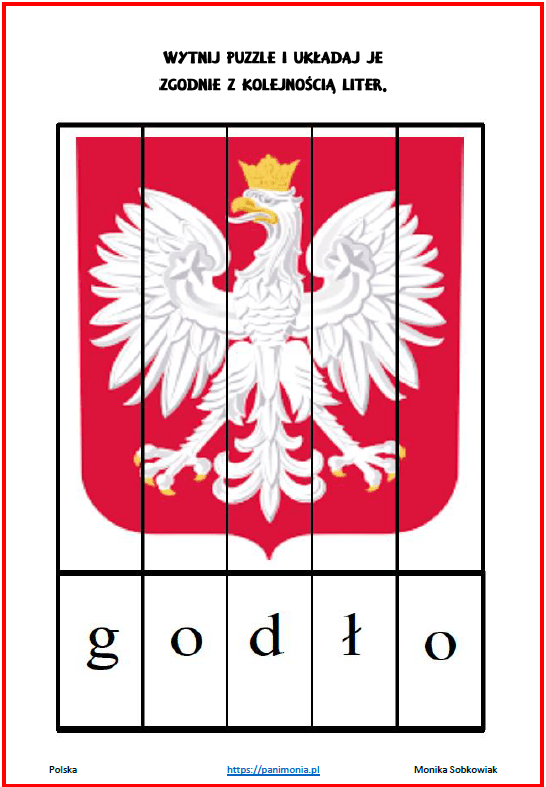 WYTNIJ PUZZLE I UKŁADAJ JE
ZGODNIE Z KOLEJNOŚCIĄ LITER.
g o d ł o
Polska https://panimonia.pl Monika Sobkowiak